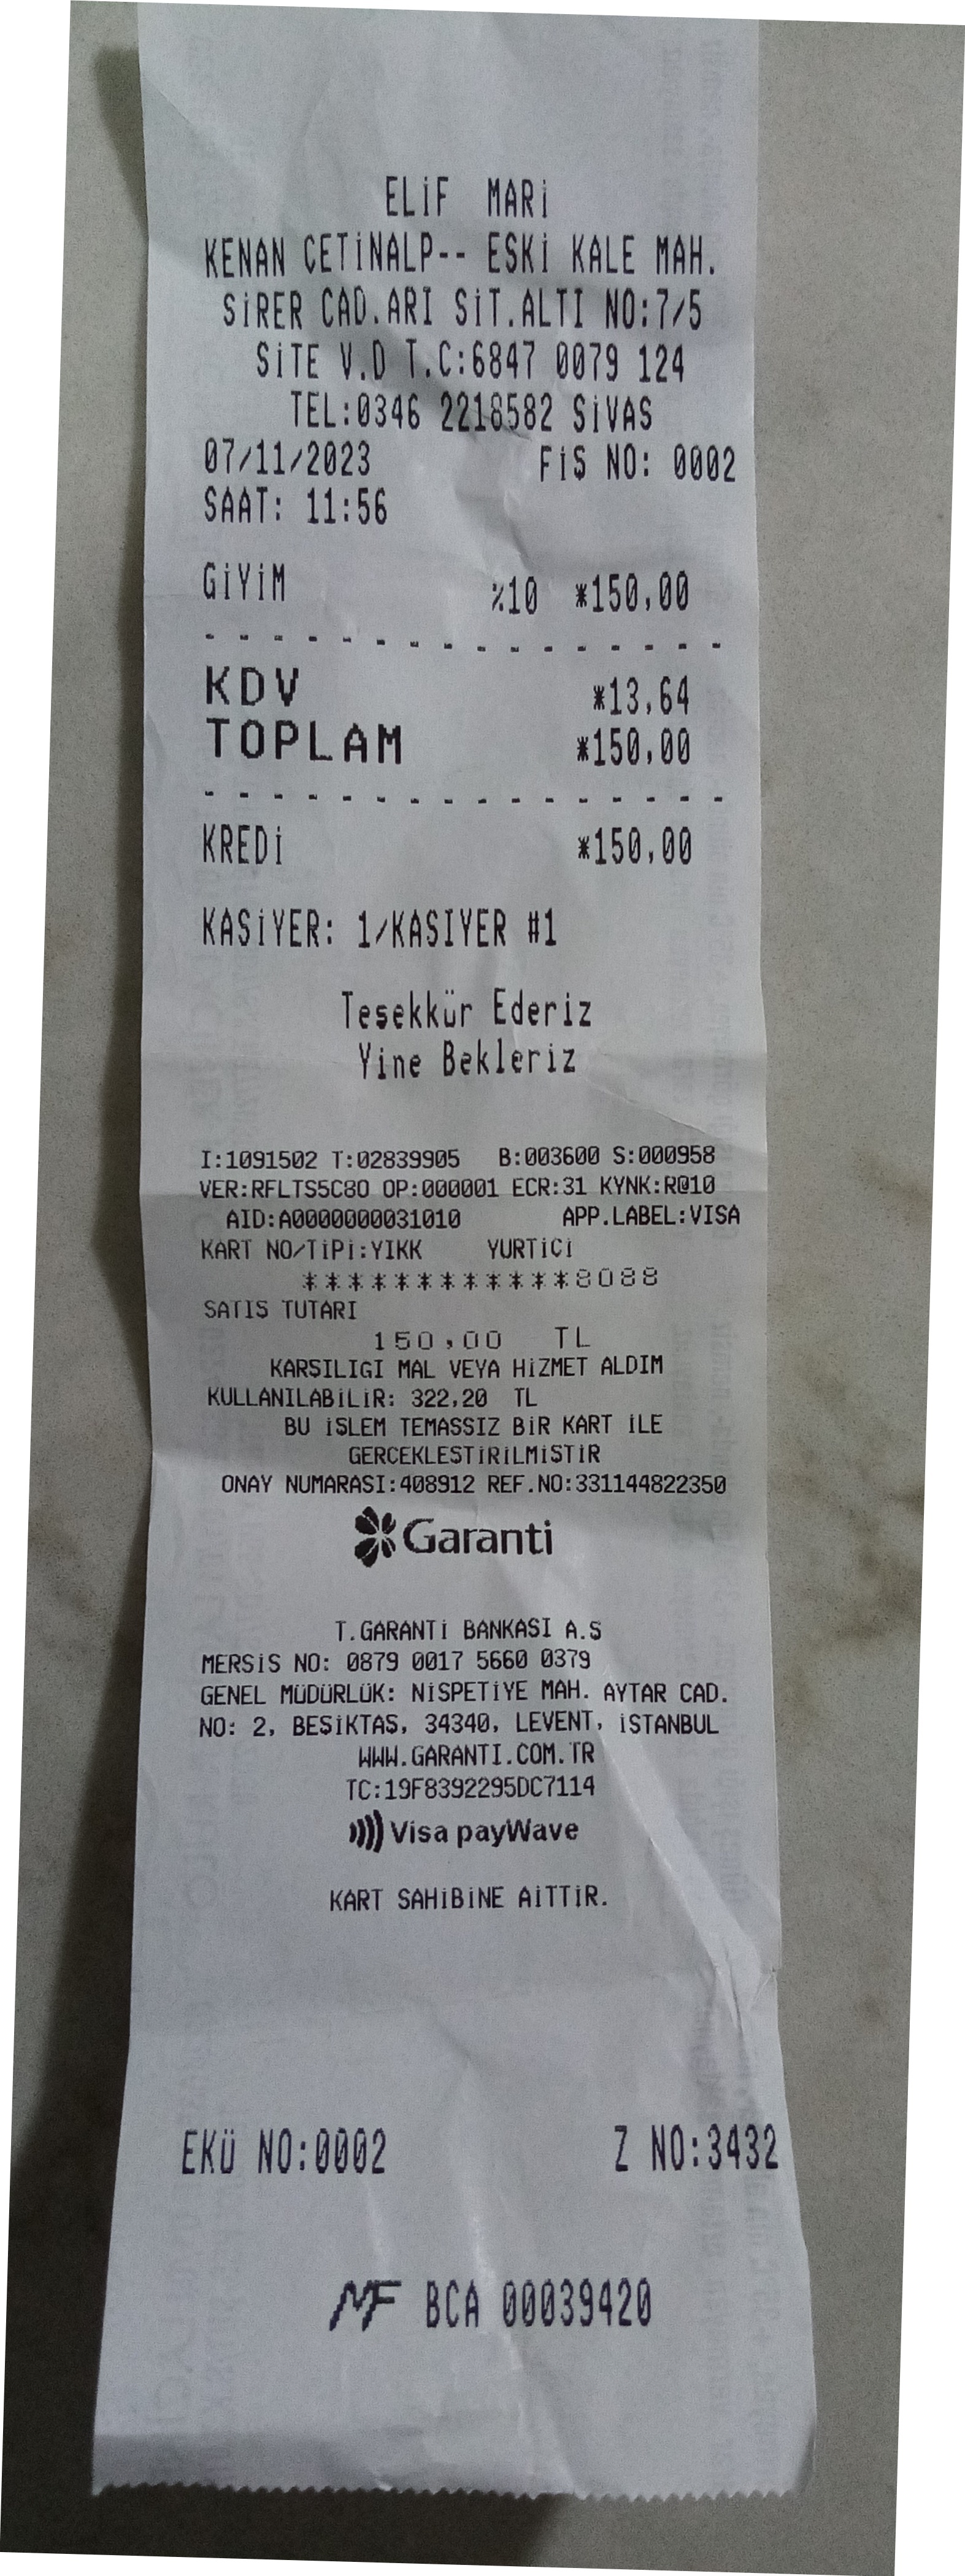 ELİF MARİ
KENAN CETİNALP-- ESKİ KALE MAH.
SİRER CAD.ARI SİT.ALTI NO:7/5
SİTE V.D T.C:6847 0079 124
TEL:0346 2218582 SİVAS
07/11/2023 FİŞ NO: 0002
SAAT: 11:56
GİYİM %10 *150,00
- - - - - - - - - - - - - - - -
KDV *13,64
TOPLAM *150,00
- - - - - - - - - - - - - - - -
KREDİ *150,00
KASİYER: 1/KASIYER #1
Teşekkür Ederiz
Yine Bekleriz
I:1091502 T:02839905 B:003600 S:000958
VER:RFLTS5C80 OP:000001 ECR:31 KYNK:R@10
AID:A0000000031010 APP.LABEL:VISA
KART NO/TİPİ:YIKK YURTİCİ
************8088
SATIŞ TUTARI
150,00 TL
KARŞILIGI MAL VEYA HİZMET ALDIM
KULLANILABİLİR: 322,20 TL
BU İŞLEM TEMASSIZ BİR KART İLE
GERCEKLEŞTİRİLMİŞTİR
ONAY NUMARASI:408912 REF.NO:331144822350
Garanti
T.GARANTİ BANKASI A.Ş
MERSİS NO: 0879 0017 5660 0379
GENEL MÜDÜRLÜK: NİSPETİYE MAH. AYTAR CAD.
NO: 2, BEŞİKTAŞ, 34340, LEVENT, İSTANBUL
WWW.GARANTI.COM.TR
TC:19F8392295DC7114
Visa payWave
KART SAHİBİNE AİTTİR.
EKÜ NO:0002 Z NO:3432
MF BCA 00039420